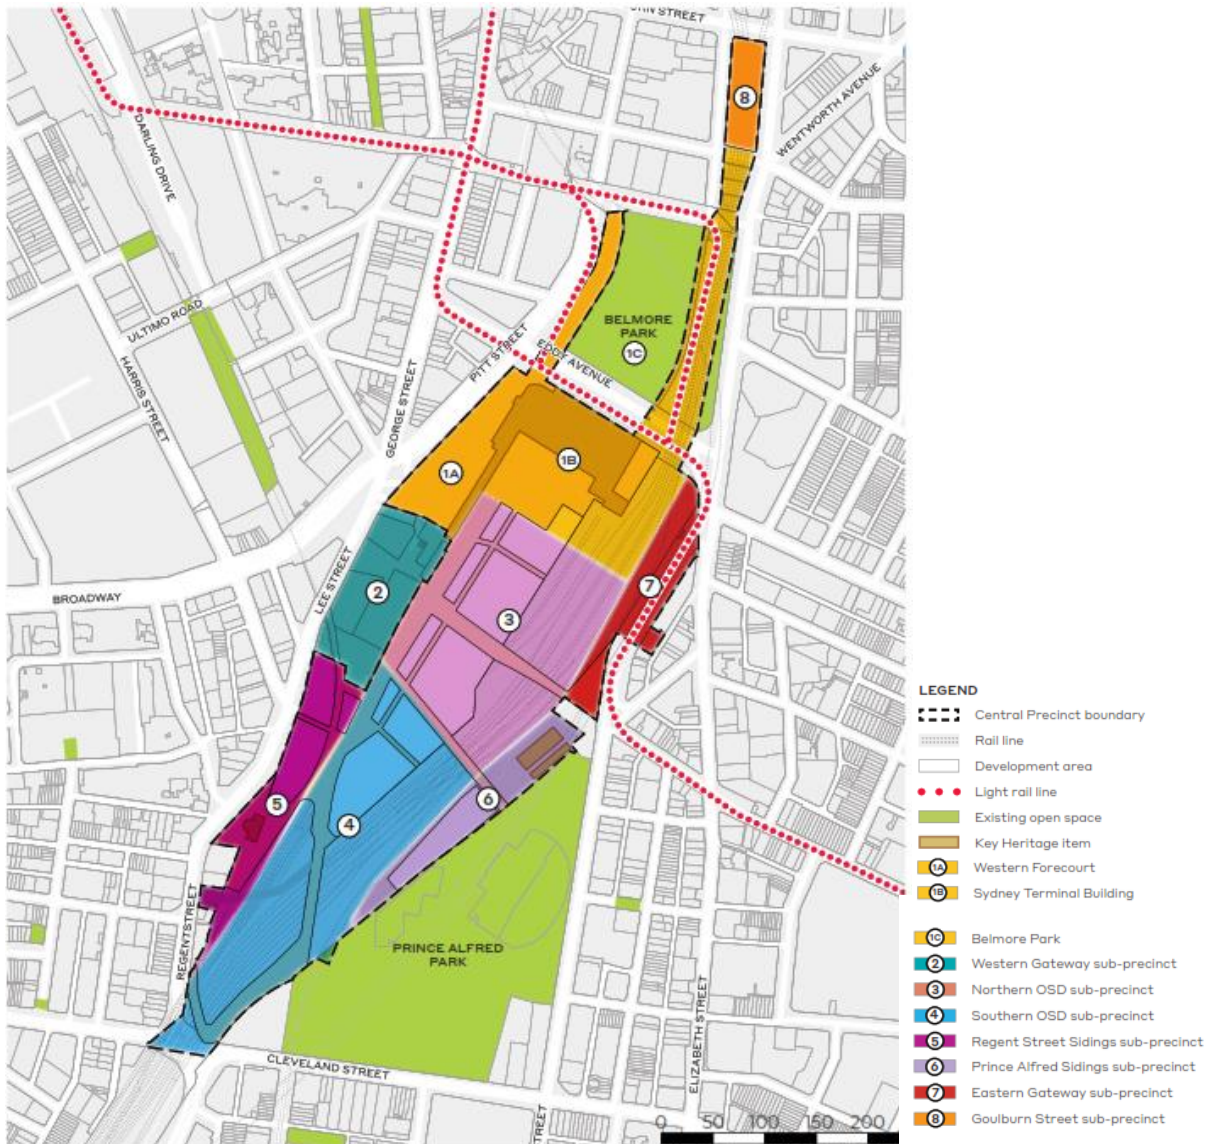 STREET
8
WENTWORTH AVENUE
DARLING DRIVE
BELMORE
PARK
1C
ULTIMO ROAD
PITT STREET
EDDY AVENUE
HARRIS STREET
GEORGE STREET
1A
1B
LEE STREET
2
7
BROADWAY
3
6
5
4
REGENT STREET
PRINCE ALFRED
PARK
ELIZABETH STREET
CLEVELAND STREET
STREET
0 50 100 150 200
LEGEND
Central Precinct boundary
Rail line
Development area
Light rail line
Existing open space
Key Heritage item
1A Western Forecourt
1B Sydney Terminal Building
1C Belmore Park
2 Western Gateway sub-precinct
3 Northern OSD sub-precinct
4 Southern OSD sub-precinct
5 Regent Street Sidings sub-precinct
6 Prince Alfred Sidings sub-precinct
7 Eastern Gateway sub-precinct
8 Goulburn Street sub-precinct